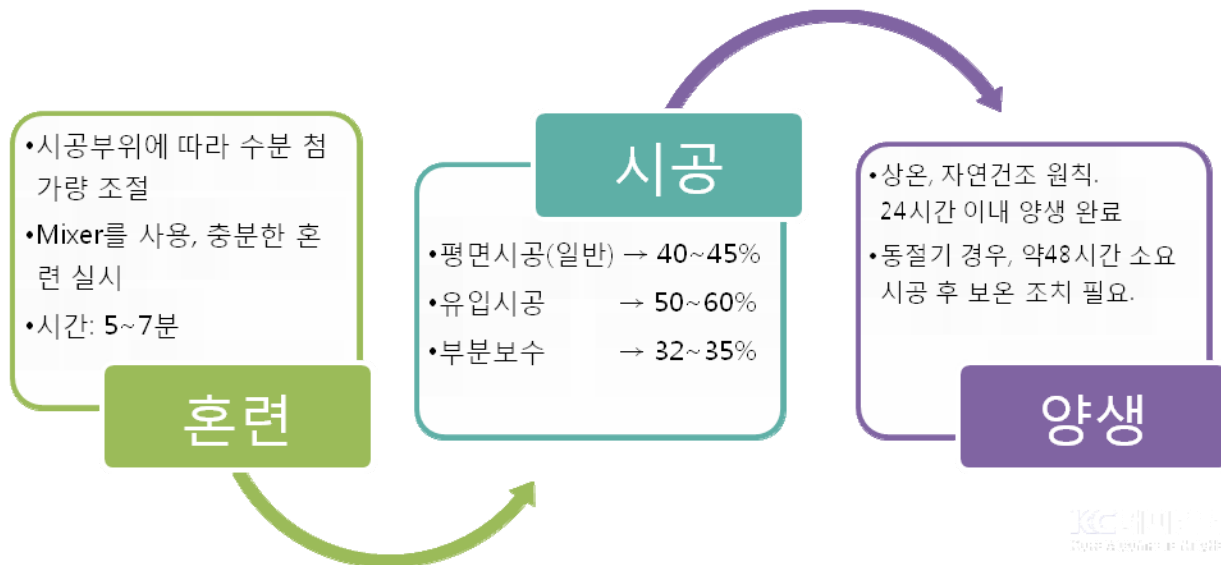 •시공부위에 따라 수분 첨
가량 조절
•Mixer를 사용, 충분한 혼
련 실시
•시간: 5~7분
혼련
시공
•평면시공(일반) → 40~45%
•유입시공 → 50~60%
•부분보수 → 32~35%
•상온, 자연건조 원칙.
24시간 이내 양생 완료
•동절기 경우, 약48시간 소요
시공 후 보온 조치 필요.
양생
KC